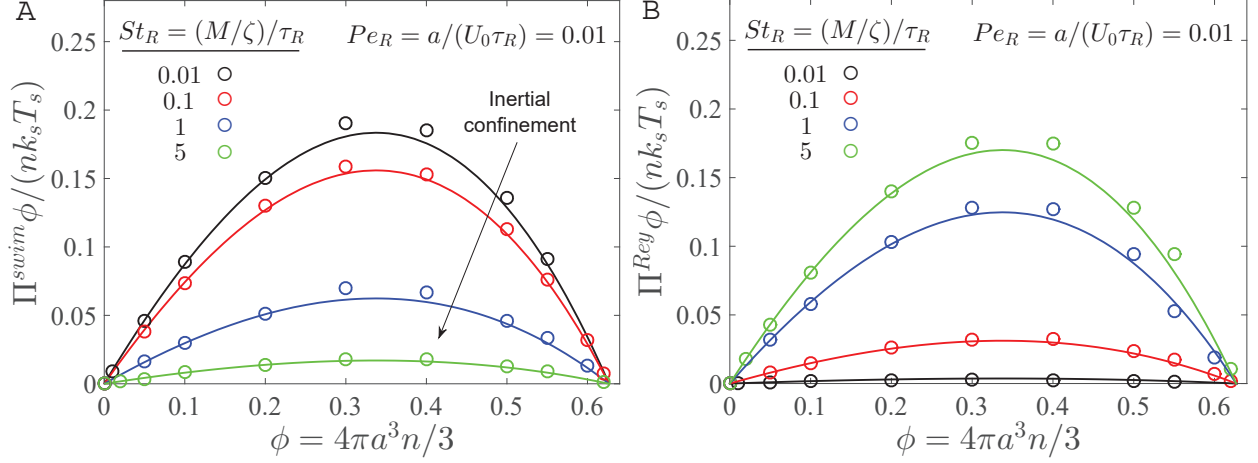 A
St_R = (M/ζ)/τ_R
Pe_R = a/(U_0τ_R) = 0.01
0.01
0.1
1
5
Inertial
confinement
0.25
0.2
0.15
0.1
0.05
0
0 0.1 0.2 0.3 0.4 0.5 0.6
Π^{swim}φ/(nk_sT_s)
ϕ = 4πa^3n/3
B
St_R = (M/ζ)/τ_R
Pe_R = a/(U_0τ_R) = 0.01
0.01
0.1
1
5
0.25
0.2
0.15
0.1
0.05
0
0 0.1 0.2 0.3 0.4 0.5 0.6
Π^{Rey}ϕ/(nk_sT_s)
ϕ = 4πa^3n/3